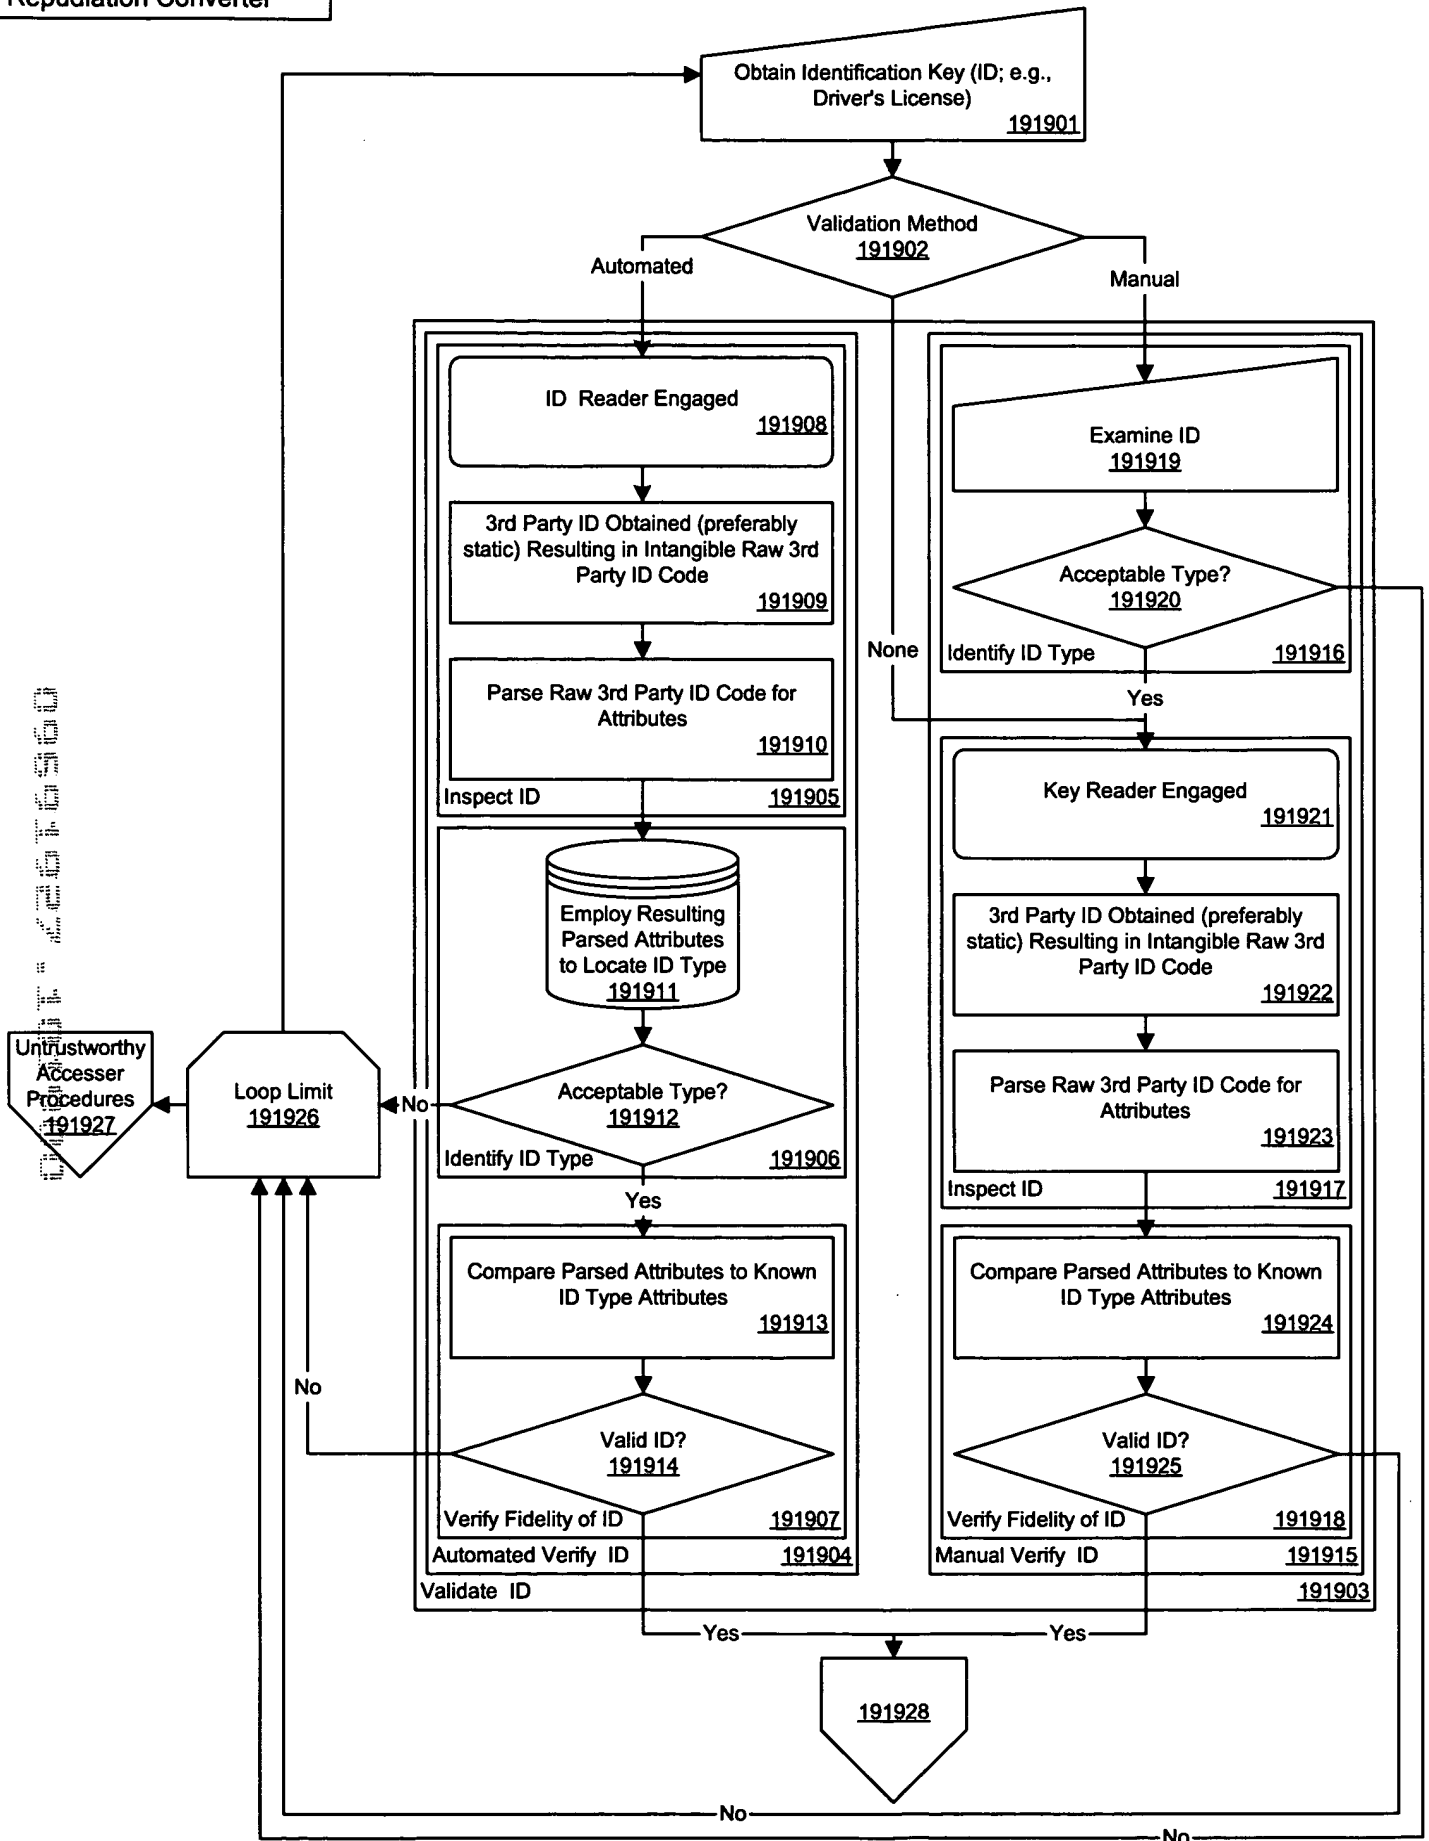 Repudiation Converter
Obtain Identification Key (ID; e.g.,
Driver's License)
191901
Validation Method
191902
Automated
Manual
None
ID Reader Engaged
191908
3rd Party ID Obtained (preferably
static) Resulting in Intangible Raw 3rd
Party ID Code
191909
Parse Raw 3rd Party ID Code for
Attributes
191910
Inspect ID
191905
Employ Resulting
Parsed Attributes
to Locate ID Type
191911
Acceptable Type?
191912
No
Identify ID Type
191906
Yes
Compare Parsed Attributes to Known
ID Type Attributes
191913
Valid ID?
191914
No
Verify Fidelity of ID
191907
Automated Verify ID
191904
Examine ID
191919
Acceptable Type?
191920
Identify ID Type
191916
Yes
Key Reader Engaged
191921
3rd Party ID Obtained (preferably
static) Resulting in Intangible Raw 3rd
Party ID Code
191922
Parse Raw 3rd Party ID Code for
Attributes
191923
Inspect ID
191917
Compare Parsed Attributes to Known
ID Type Attributes
191924
Valid ID?
191925
Verify Fidelity of ID
191918
Manual Verify ID
191915
Validate ID
191903
Untrustworthy
Accesser
Procedures
191927
Loop Limit
191926
Yes
Yes
191928
No
No